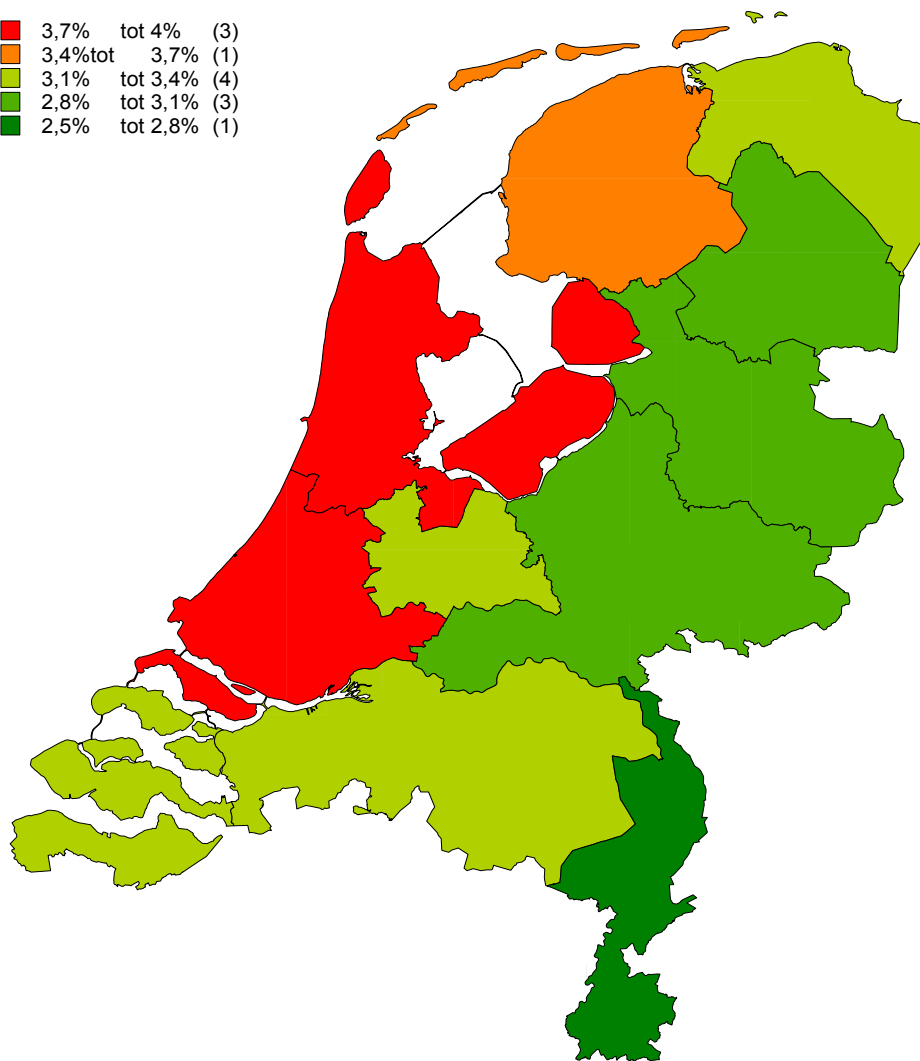 3,7% tot 4% (3)
3,4%tot 3,7% (1)
3,1% tot 3,4% (4)
2,8% tot 3,1% (3)
2,5% tot 2,8% (1)